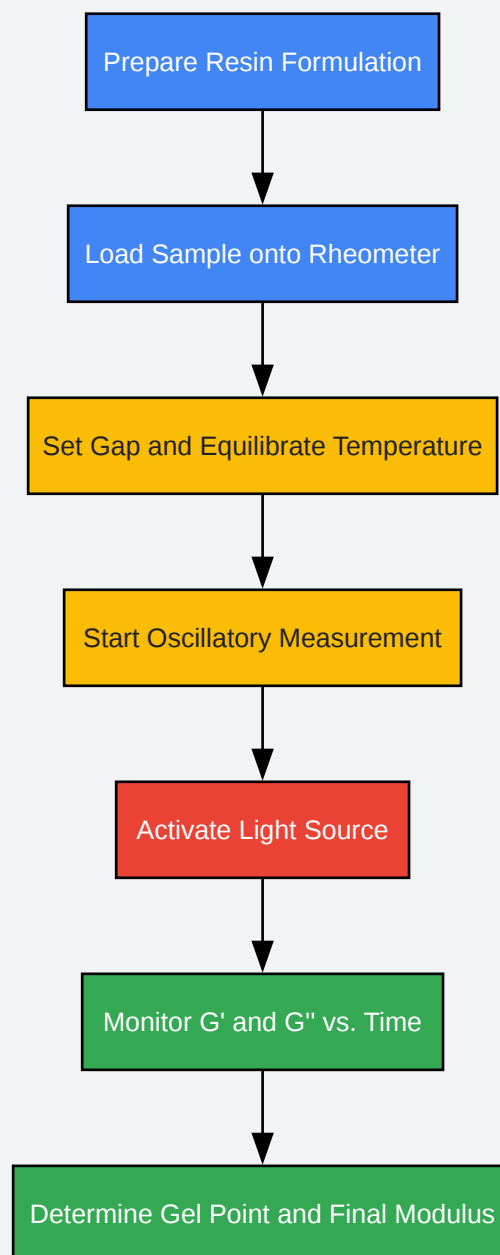 Prepare Resin Formulation
Load Sample onto Rheometer
Set Gap and Equilibrate Temperature
Start Oscillatory Measurement
Activate Light Source
Monitor G' and G'' vs. Time
Determine Gel Point and Final Modulus